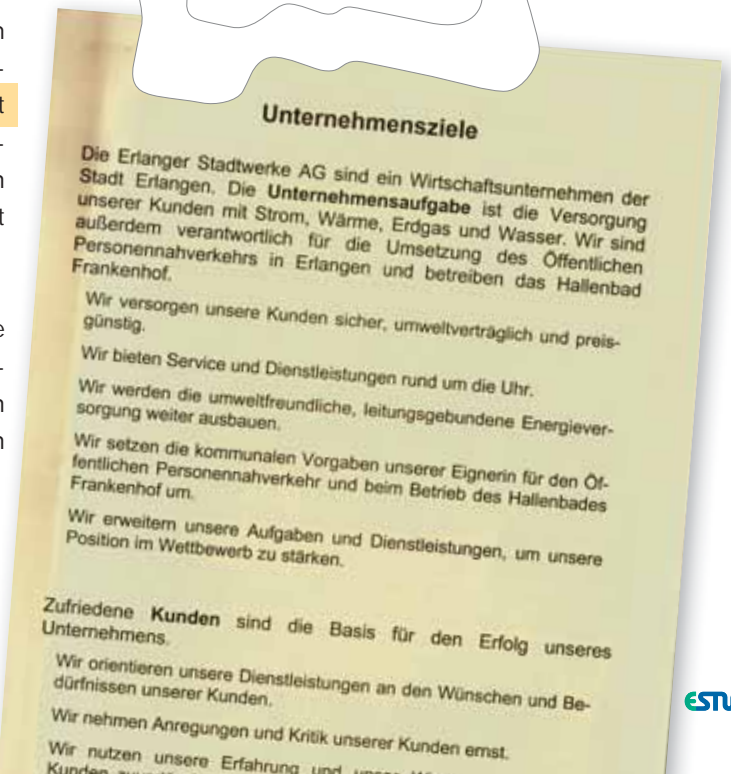 Unternehmensziele
Die Erlanger Stadtwerke AG sind ein Wirtschaftsunternehmen der
Stadt Erlangen. Die Unternehmensaufgabe ist die Versorgung
unserer Kunden mit Strom, Wärme, Erdgas und Wasser. Wir sind
außerdem verantwortlich für die Umsetzung des Öffentlichen
Personennahverkehrs in Erlangen und betreiben das Hallenbad
Frankenhof.
Wir versorgen unsere Kunden sicher, umweltverträglich und preis-
günstig.
Wir bieten Service und Dienstleistungen rund um die Uhr.
Wir werden die umweltfreundliche, leitungsgebundene Energiever-
sorgung weiter ausbauen.
Wir setzen die kommunalen Vorgaben unserer Eignerin für den Öf-
fentlichen Personennahverkehr und beim Betrieb des Hallenbades
Frankenhof um.
Wir erweitern unsere Aufgaben und Dienstleistungen, um unsere
Position im Wettbewerb zu stärken.
Zufriedene Kunden sind die Basis für den Erfolg unseres
Unternehmens.
Wir orientieren unsere Dienstleistungen an den Wünschen und Be-
dürfnissen unserer Kunden.
Wir nehmen Anregungen und Kritik unserer Kunden ernst.
Wir nutzen unsere Erfahrung und
Kunden
ESTW